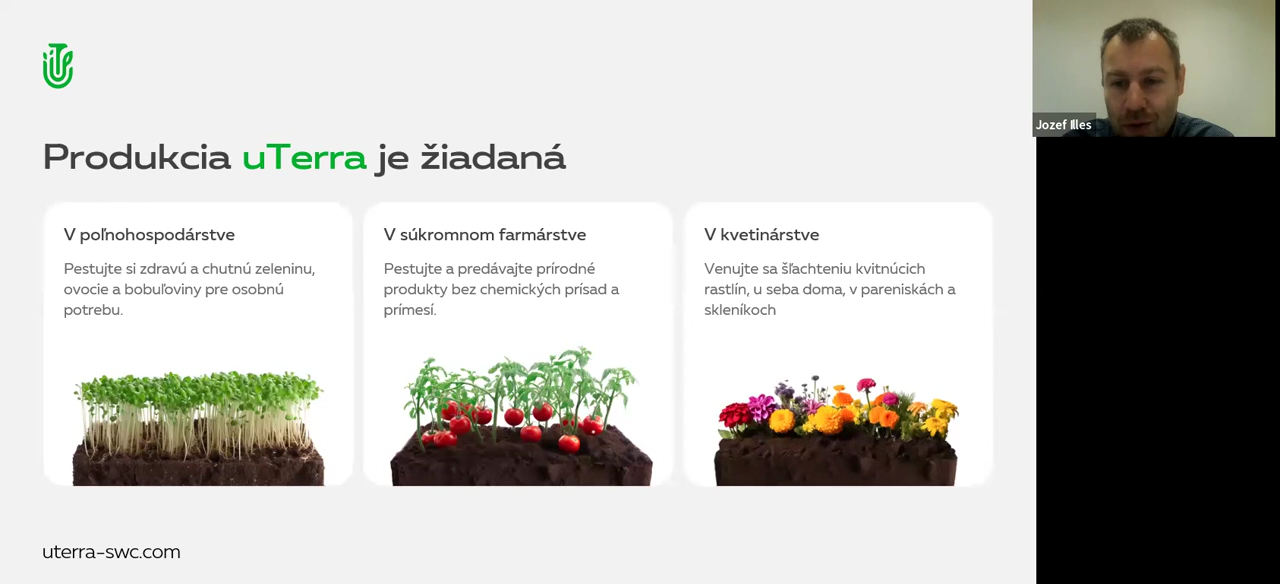 Produkcia uTerra je žiadaná
V poľnohospodárstve
Pestujte si zdravú a chutnú zeleninu,
ovocie a bobuľoviny pre osobnú
potrebu.
V súkromnom farmárstve
Pestujte a predávajte prírodné
produkty bez chemických prísad a
prímesí.
V kvetinárstve
Venujte sa šľachteniu kvitnúcich
rastlín, u seba doma, v pareniskách a
skleníkoch
uterra-swc.com
Jozef Illes